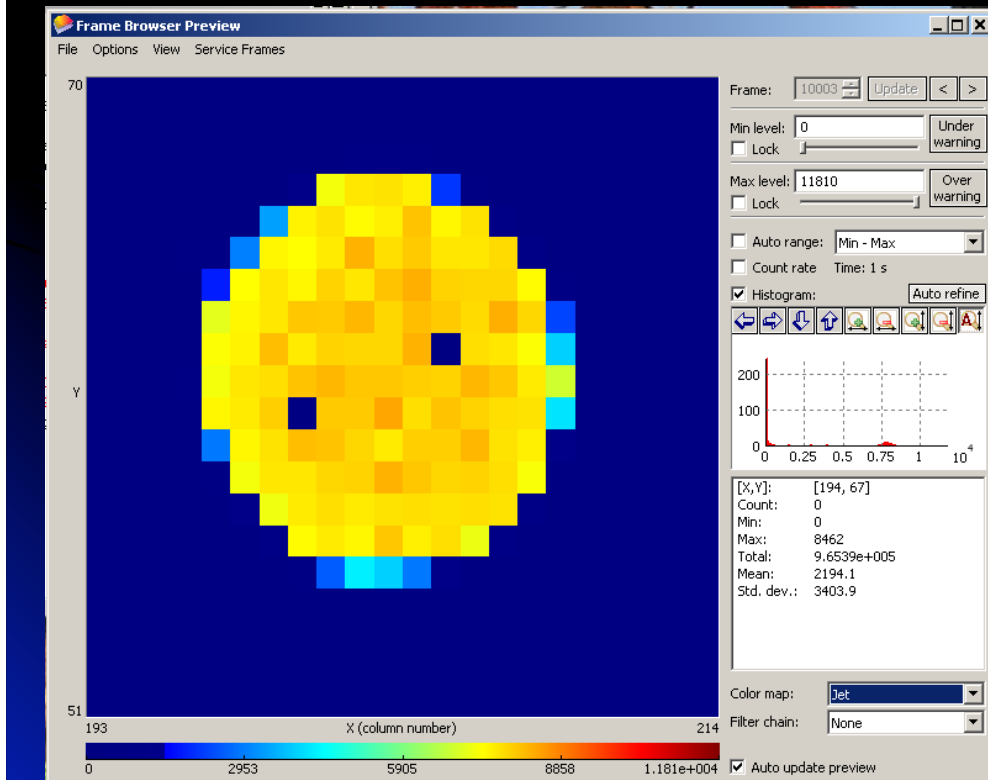 Frame Browser Preview
File Options View Service Frames
70
Y
51
193 X (column number) 214
0 2953 5905 8858 1.181e+004
Frame: 10003 Update < >
Min level: 0 Under warning
Lock
Max level: 11810 Over warning
Lock
Auto range: Min - Max
Count rate Time: 1 s
Histogram: Auto refine
A
200
100
0
0 0.25 0.5 0.75 1 10^4
[X,Y]: [194, 67]
Count: 0
Min: 0
Max: 8462
Total: 9.6539e+005
Mean: 2194.1
Std. dev.: 3403.9
Color map: Jet
Filter chain: None
Auto update preview